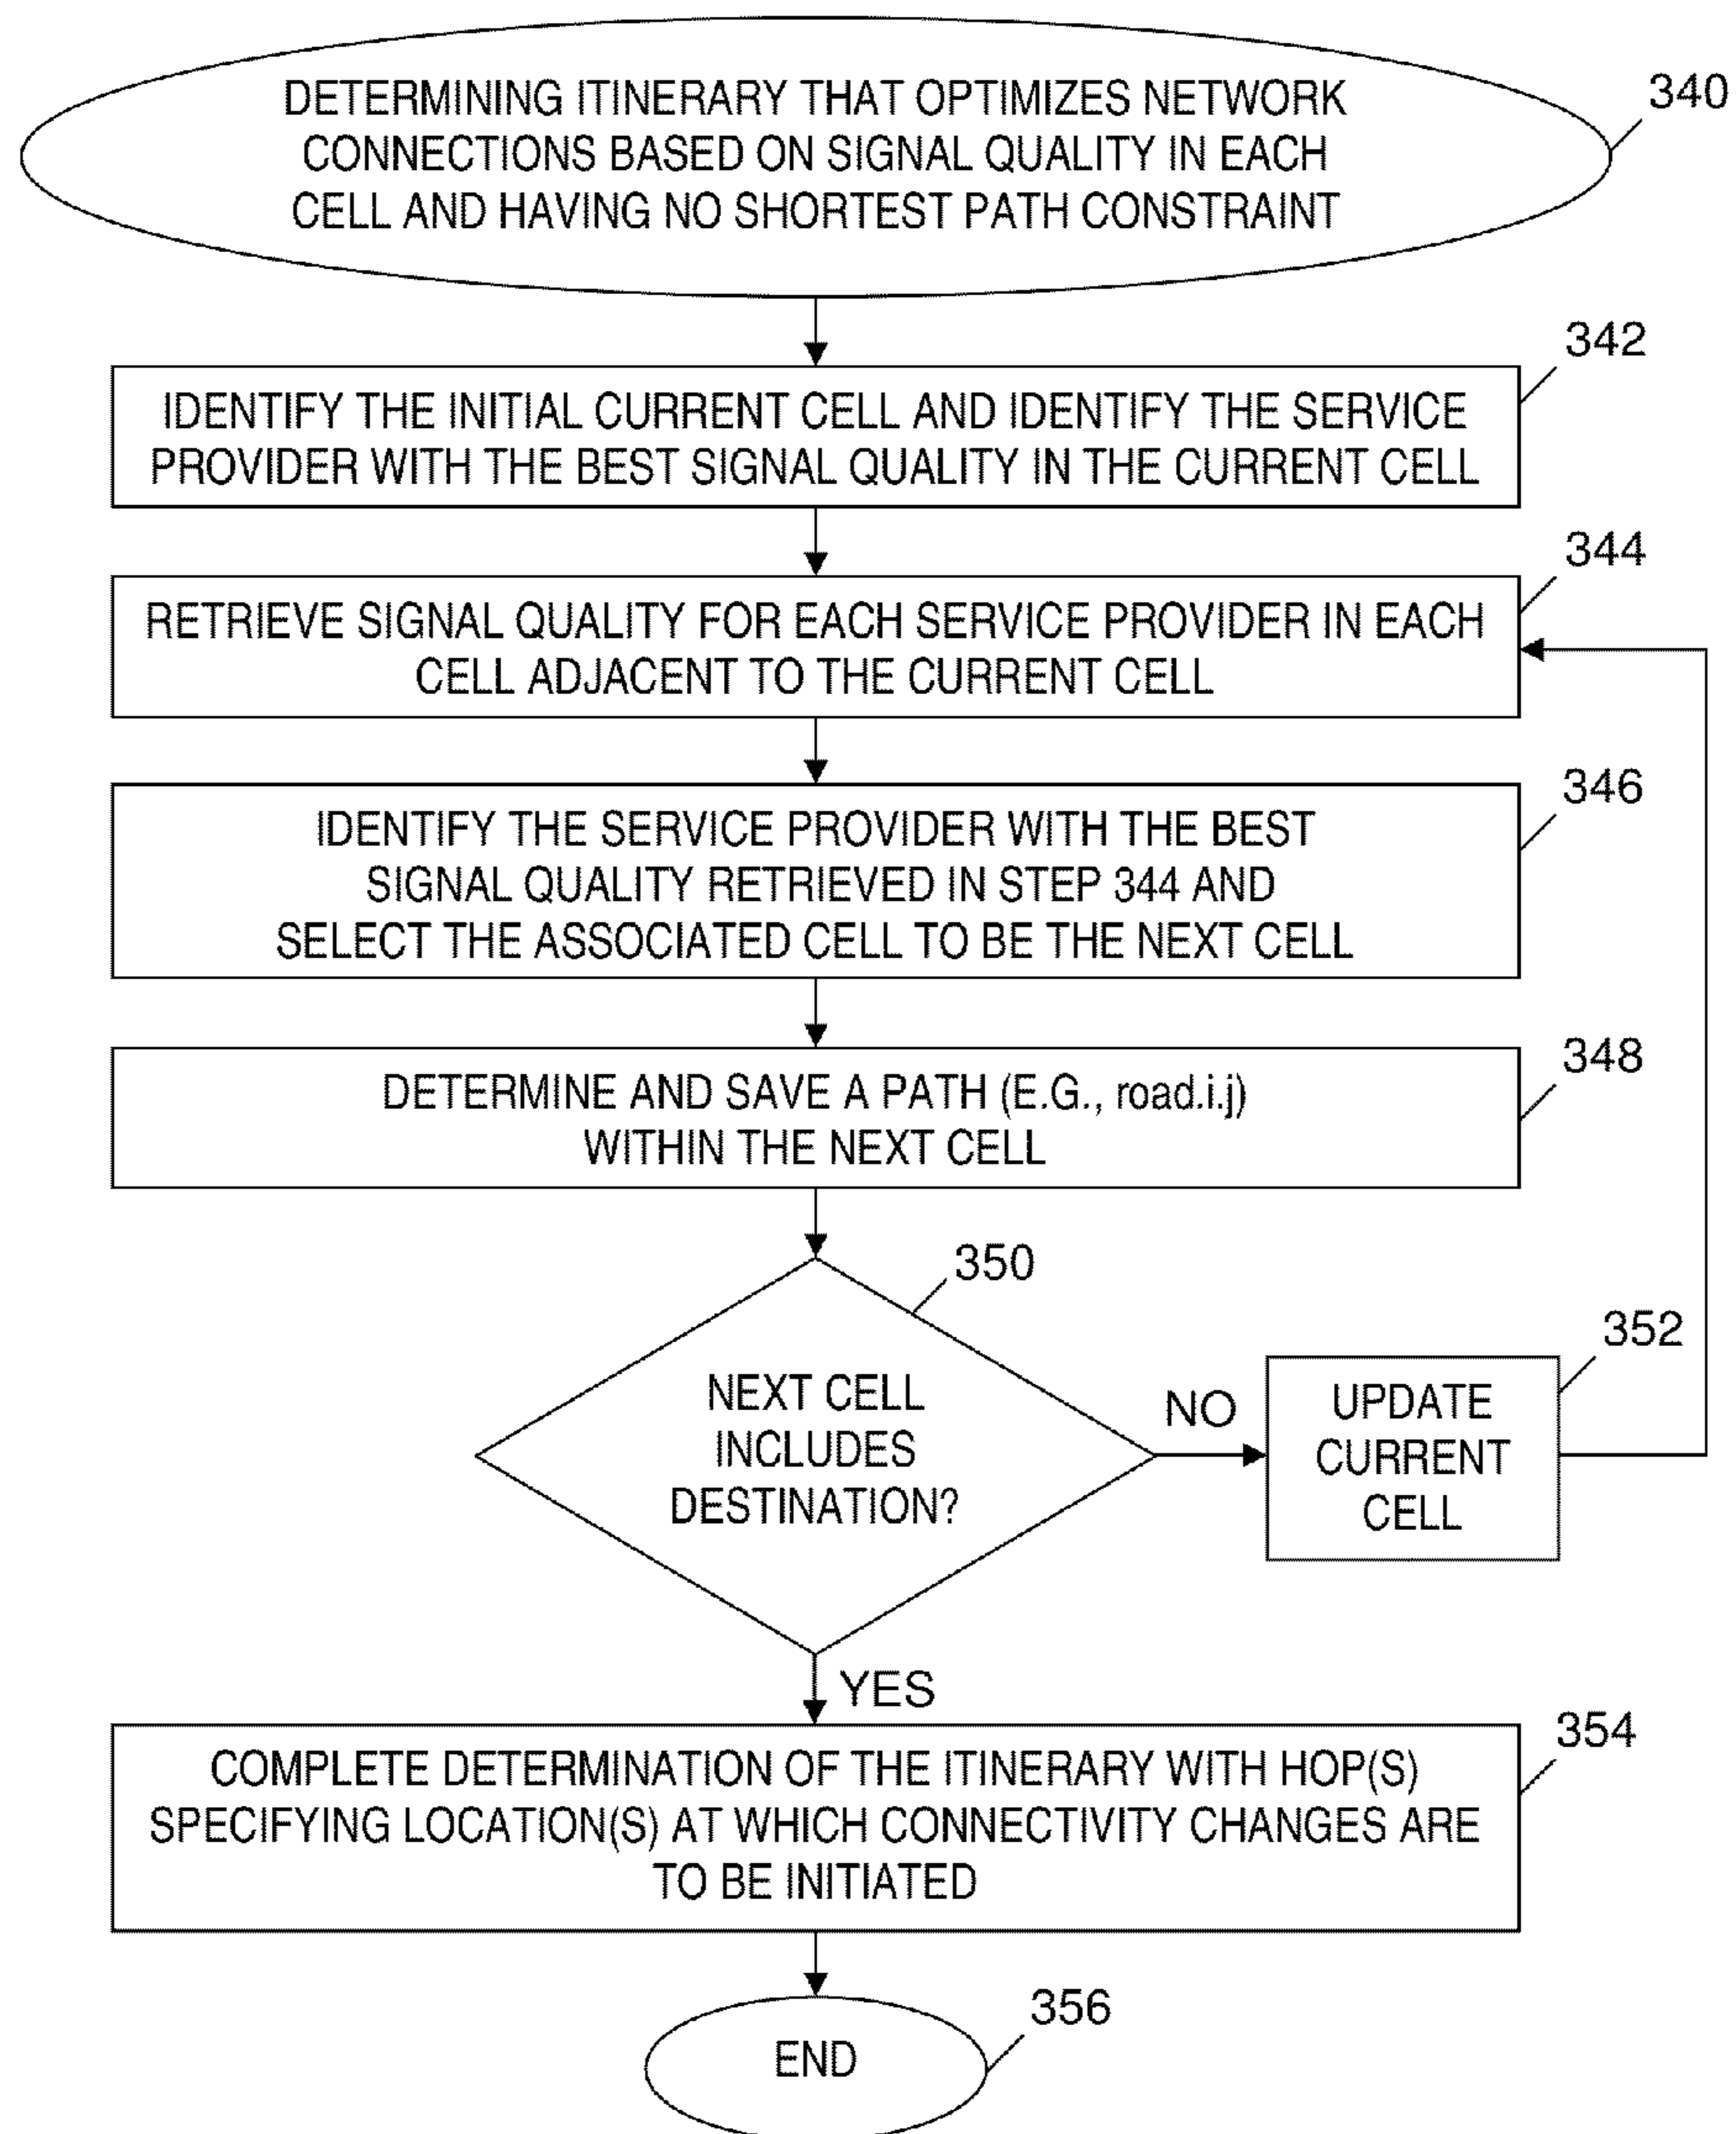 DETERMINING ITINERARY THAT OPTIMIZES NETWORK
CONNECTIONS BASED ON SIGNAL QUALITY IN EACH
CELL AND HAVING NO SHORTEST PATH CONSTRAINT
340
342
IDENTIFY THE INITIAL CURRENT CELL AND IDENTIFY THE SERVICE
PROVIDER WITH THE BEST SIGNAL QUALITY IN THE CURRENT CELL
344
RETRIEVE SIGNAL QUALITY FOR EACH SERVICE PROVIDER IN EACH
CELL ADJACENT TO THE CURRENT CELL
346
IDENTIFY THE SERVICE PROVIDER WITH THE BEST
SIGNAL QUALITY RETRIEVED IN STEP 344 AND
SELECT THE ASSOCIATED CELL TO BE THE NEXT CELL
348
DETERMINE AND SAVE A PATH (E.G., road.i.j)
WITHIN THE NEXT CELL
350
NEXT CELL
INCLUDES
DESTINATION?
NO
352
UPDATE
CURRENT
CELL
YES
354
COMPLETE DETERMINATION OF THE ITINERARY WITH HOP(S)
SPECIFYING LOCATION(S) AT WHICH CONNECTIVITY CHANGES ARE
TO BE INITIATED
356
END